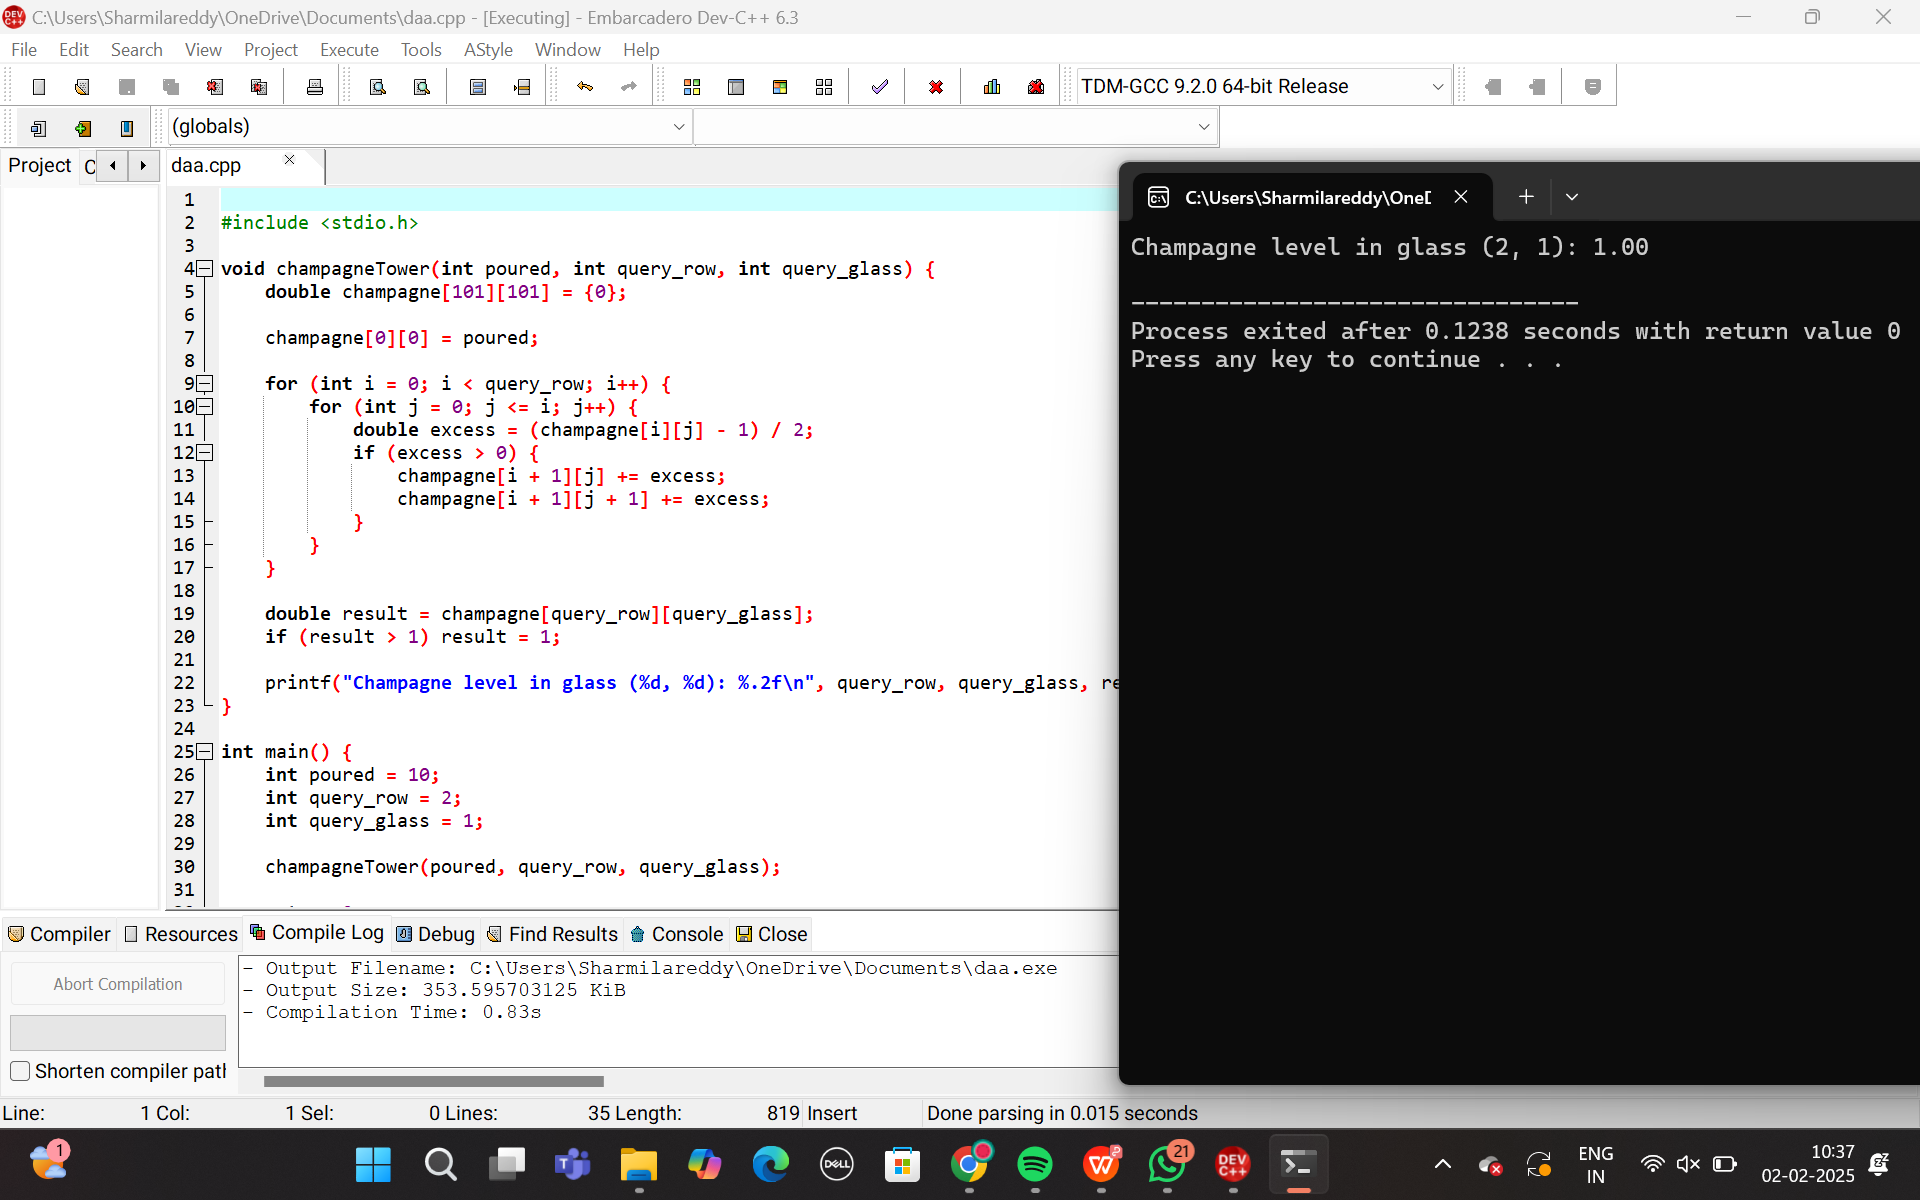 C:\Users\Sharmilareddy\OneDrive\Documents\daa.cpp - [Executing] - Embarcadero Dev-C++ 6.3
File Edit Search View Project Execute Tools AStyle Window Help
TDM-GCC 9.2.0 64-bit Release
(globals)
Project daa.cpp
1
2 #include <stdio.h>
3
4 void champagneTower(int poured, int query_row, int query_glass) {
5 double champagne[101][101] = {0};
6
7 champagne[0][0] = poured;
8
9 for (int i = 0; i < query_row; i++) {
10 for (int j = 0; j <= i; j++) {
11 double excess = (champagne[i][j] - 1) / 2;
12 if (excess > 0) {
13 champagne[i + 1][j] += excess;
14 champagne[i + 1][j + 1] += excess;
15 }
16 }
17 }
18
19 double result = champagne[query_row][query_glass];
20 if (result > 1) result = 1;
21
22 printf("Champagne level in glass (%d, %d): %.2f\n", query_row, query_glass, re
23 }
24
25 int main() {
26 int poured = 10;
27 int query_row = 2;
28 int query_glass = 1;
29
30 champagneTower(poured, query_row, query_glass);
31
C:\Users\Sharmilareddy\One
Champagne level in glass (2, 1): 1.00
--------------------------------
Process exited after 0.1238 seconds with return value 0
Press any key to continue . . .
Compiler Resources Compile Log Debug Find Results Console Close
Abort Compilation
Shorten compiler pat
- Output Filename: C:\Users\Sharmilareddy\OneDrive\Documents\daa.exe
- Output Size: 353.595703125 KiB
- Compilation Time: 0.83s
Line: 1 Col: 1 Sel: 0 Lines: 35 Length: 819 Insert Done parsing in 0.015 seconds
1
DELL
21
DEV C++
ENG
IN
10:37
02-02-2025